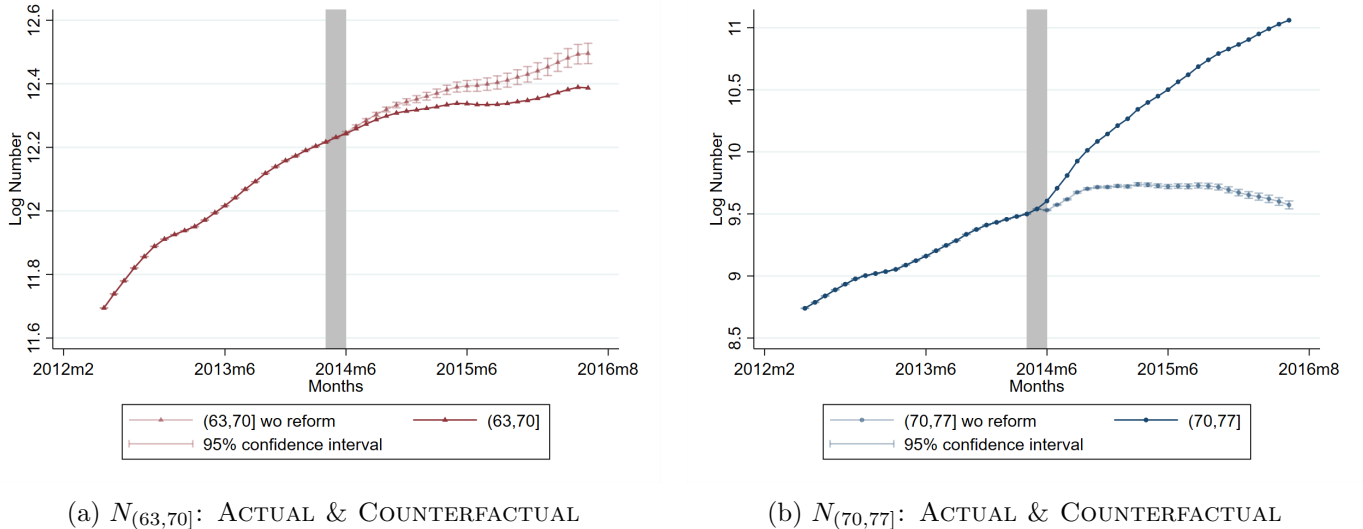 12.6
12.4
12.2
12
11.8
11.6
Log Number
2012m2
2013m6
2014m6
2015m6
2016m8
Months
(63,70] wo reform
(63,70]
95% confidence interval
(a) N(63,70]: ACTUAL & COUNTERFACTUAL
11
10.5
10
9.5
9
8.5
Log Number
2012m2
2013m6
2014m6
2015m6
2016m8
Months
(70,77] wo reform
(70,77]
95% confidence interval
(b) N(70,77]: ACTUAL & COUNTERFACTUAL